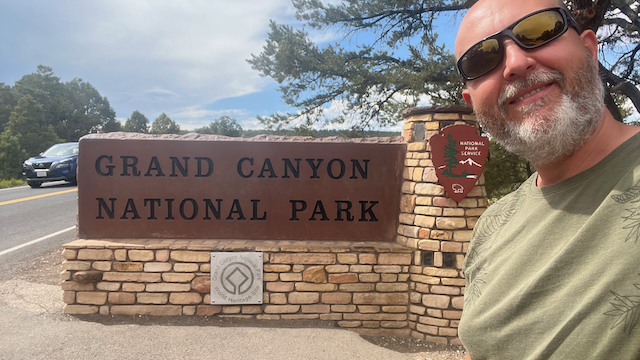 GRAND CANYON
NATIONAL PARK
NATIONAL
PARK
SERVICE